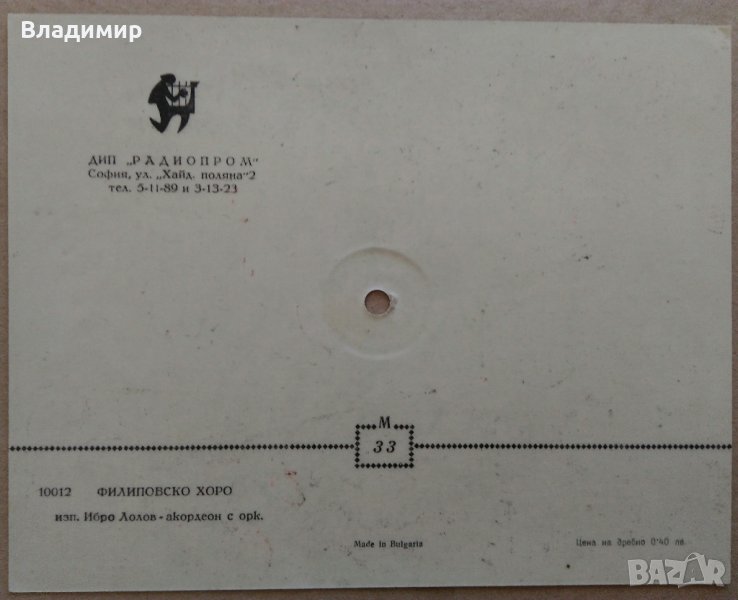 Владимир
ДИП „РАДИОПРОМ“
София, ул. „Хайд. поляна“ 2
тел. 5-11-89 и 3-13-23
М
33
10012 ФИЛИПОВСКО ХОРО
изп. Ибро Лолов - акордеон с орк.
Made in Bulgaria
Цена на дребно 0·40 лв.
BAZAR